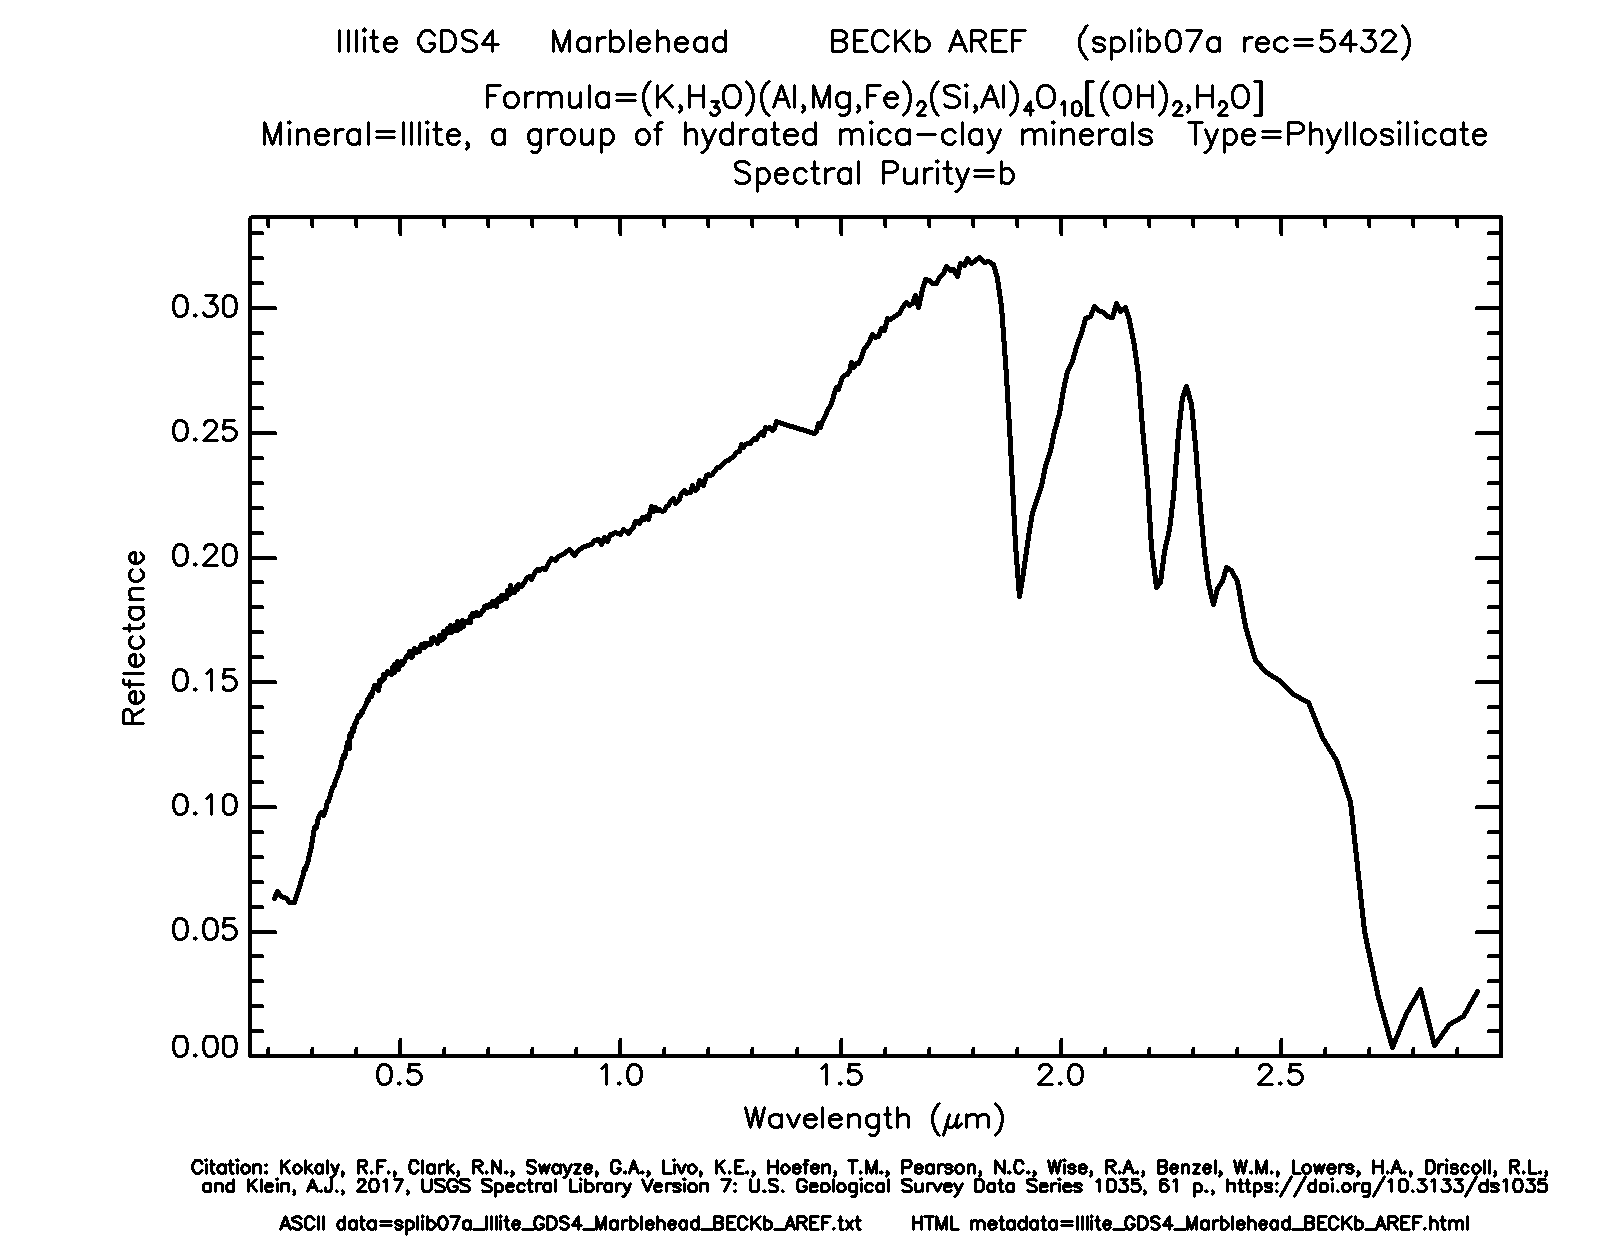 Illite GDS4 Marblehead BECKb AREF (splib07a rec=5432)
Formula=(K,H3O)(Al,Mg,Fe)2(Si,Al)4O10[(OH)2,H2O]
Mineral=Illite, a group of hydrated mica-clay minerals Type=Phyllosilicate
Spectral Purity=b
0.30
0.25
0.20
0.15
0.10
0.05
0.00
Reflectance
0.5 1.0 1.5 2.0 2.5
Wavelength (μm)
Citation: Kokaly, R.F., Clark, R.N., Swayze, G.A., Livo, K.E., Hoefen, T.M., Pearson, N.C., Wise, R.A., Benzel, W.M., Lowers, H.A., Driscoll, R.L.,
and Klein, A.J., 2017, USGS Spectral Library Version 7: U.S. Geological Survey Data Series 1035, 61 p., https://doi.org/10.3133/ds1035
ASCII data=splib07a_Illite_GDS4_Marblehead_BECKb_AREF.txt HTML metadata=Illite_GDS4_Marblehead_BECKb_AREF.html